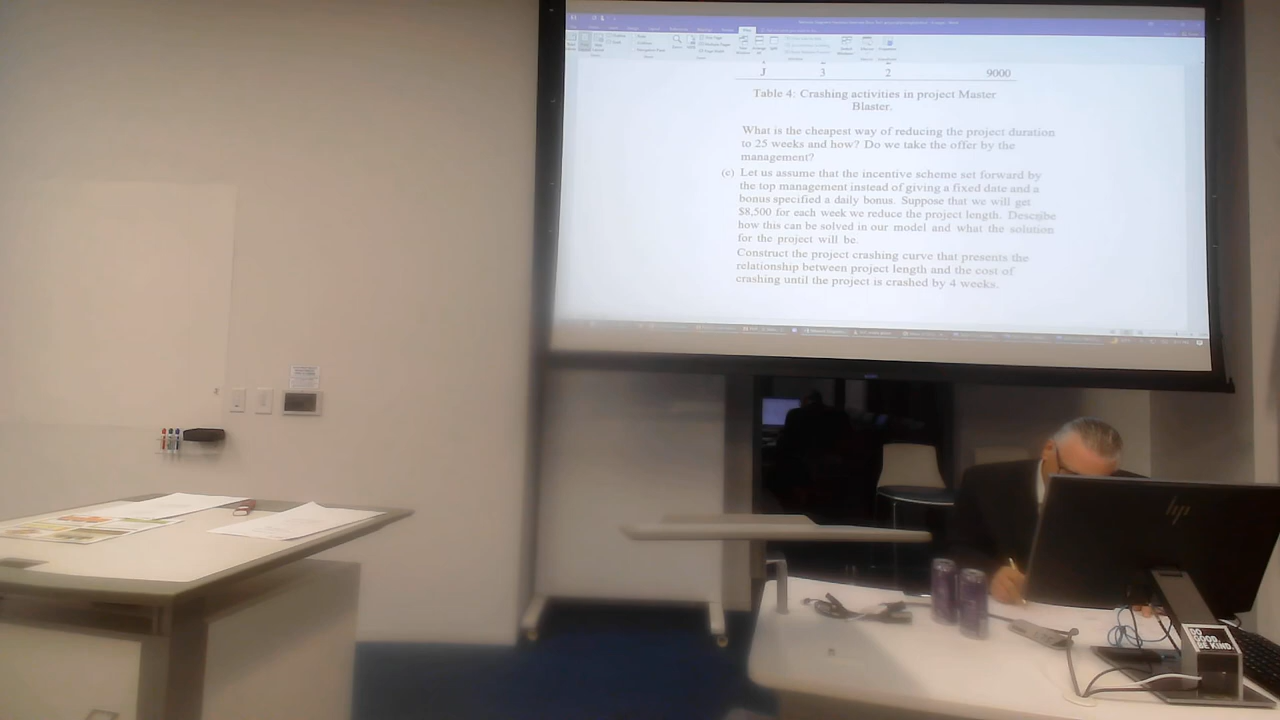 J 3 2 9000
Table 4: Crashing activities in project Master
Blaster.
What is the cheapest way of reducing the project duration
to 25 weeks and how? Do we take the offer by the
management?
(c) Let us assume that the incentive scheme set forward by
the top management instead of giving a fixed date and a
bonus specified a daily bonus. Suppose that we will get
$8,500 for each week we reduce the project length. Describe
how this can be solved in our model and what the solution
for the project will be.
Construct the project crashing curve that presents the
relationship between project length and the cost of
crashing until the project is crashed by 4 weeks.
hp
DO
GOOD.
BE KIND.